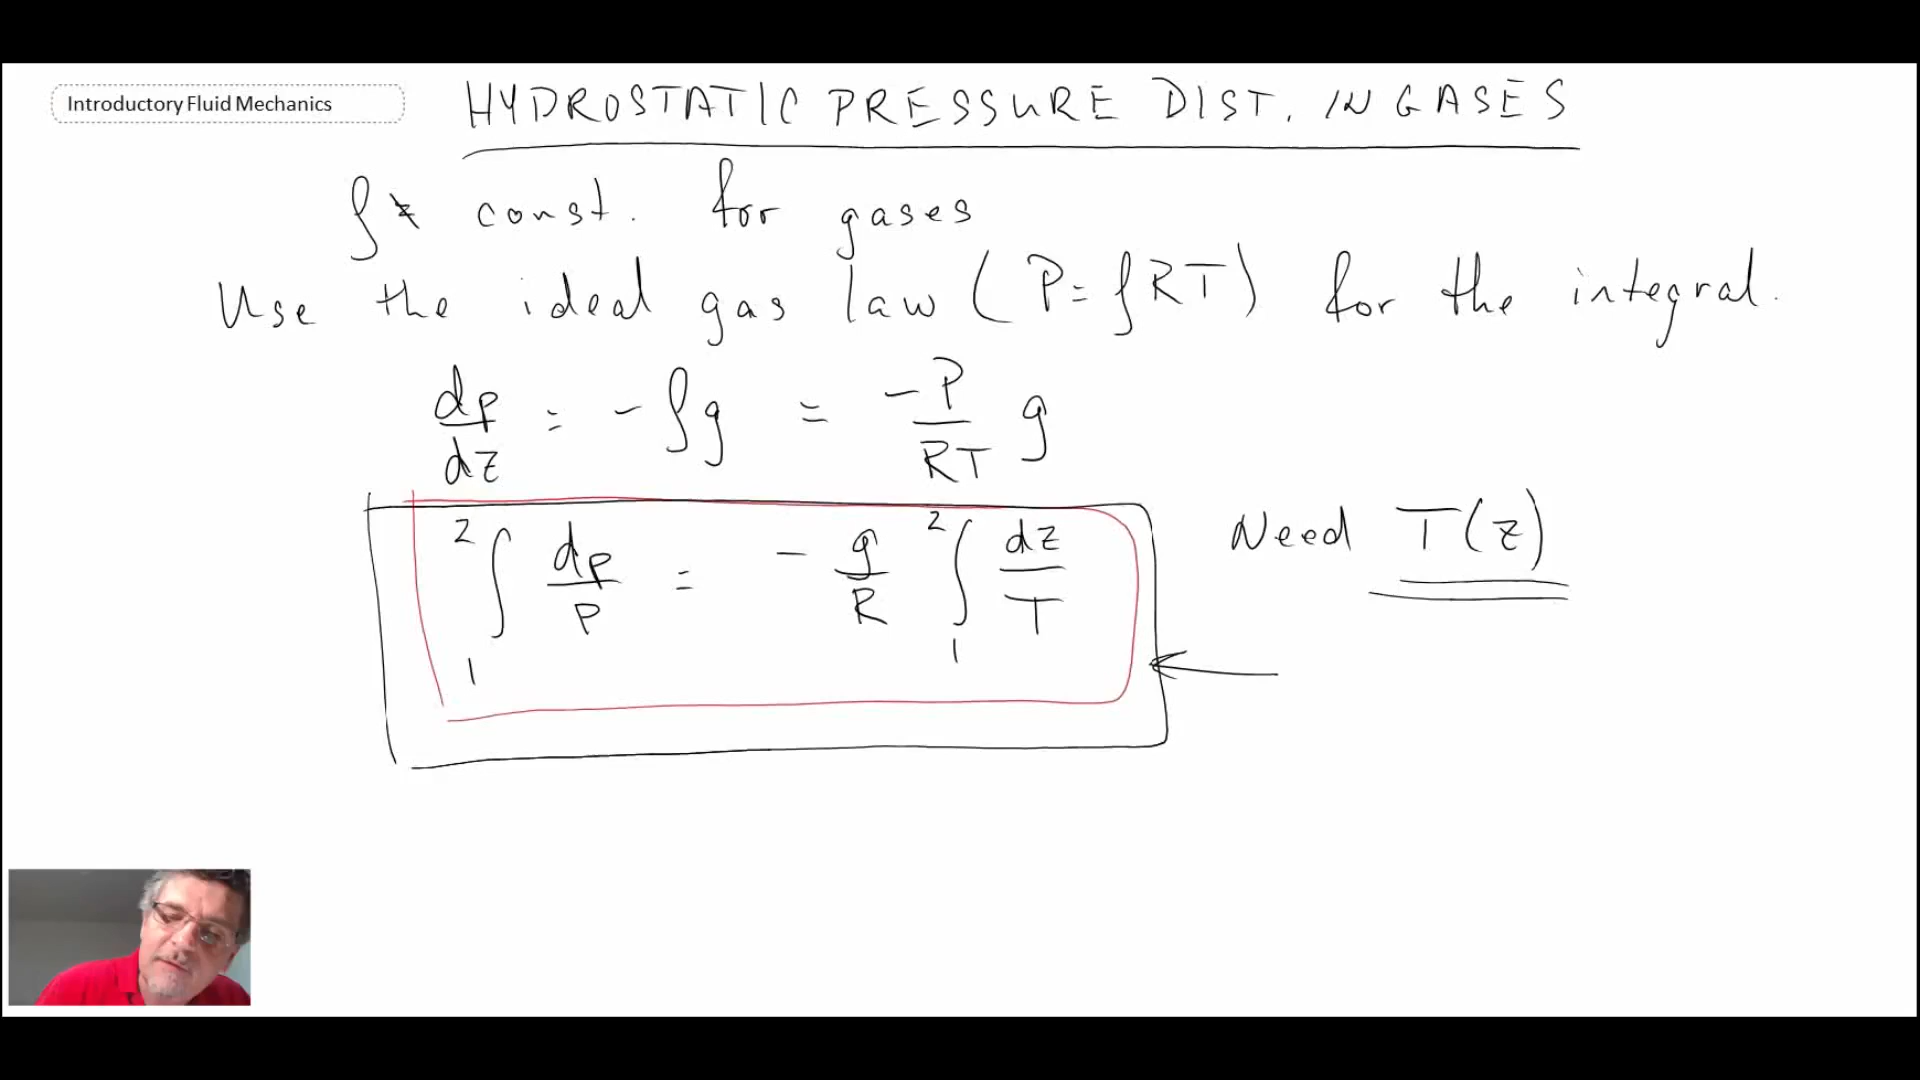 Introductory Fluid Mechanics
HYDROSTATIC PRESSURE DIST. IN GASES
ρ ≠ const. for gases
Use the ideal gas law (P=ρRT) for the integral.
dp/dz = -ρg = -P/RT g
∫₁² dp/P = - g/R ∫₁² dz/T
Need T(z)